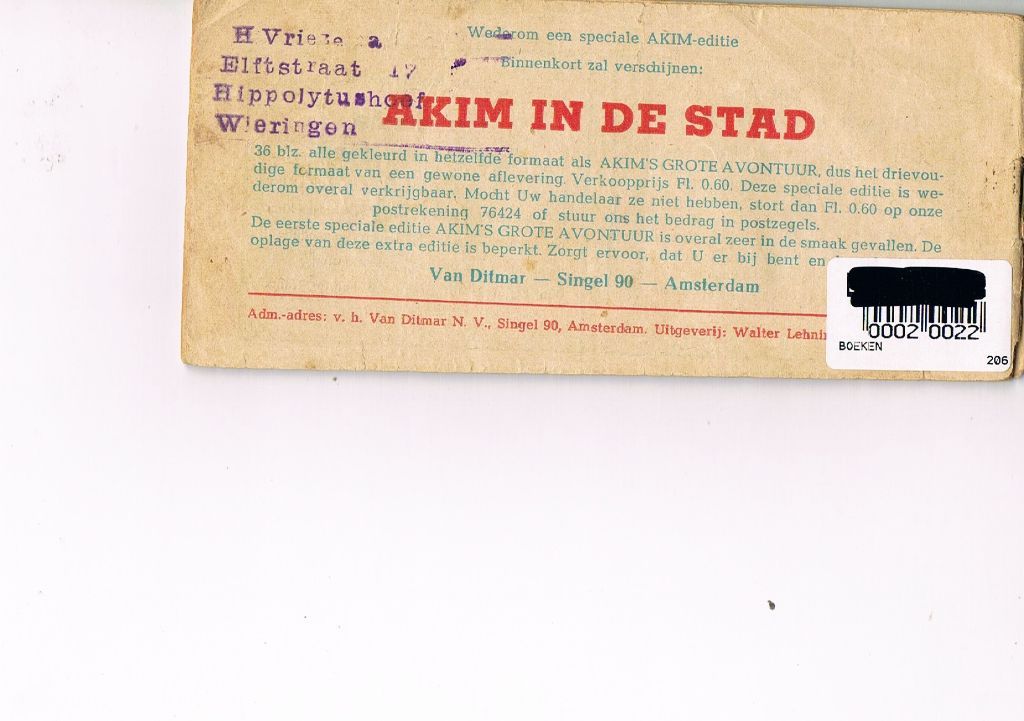 H Vrie
Elftstraat 17
Hippolytushoef
Wieringen
Wederom een speciale AKIM-editie
Binnenkort zal verschijnen:
AKIM IN DE STAD
36 blz. alle gekleurd in hetzelfde formaat als AKIM'S GROTE AVONTUUR, dus het drievou-
dige formaat van een gewone aflevering. Verkoopprijs Fl. 0.60. Deze speciale editie is we-
derom overal verkrijgbaar. Mocht Uw handelaar ze niet hebben, stort dan Fl. 0.60 op onze
postrekening 76424 of stuur ons het bedrag in postzegels.
De eerste speciale editie AKIM'S GROTE AVONTUUR is overal zeer in de smaak gevallen. De
oplage van deze extra editie is beperkt. Zorgt ervoor, dat U er bij bent en
Van Ditmar — Singel 90 — Amsterdam
Adm.-adres: v. h. Van Ditmar N. V., Singel 90, Amsterdam. Uitgeverij: Walter Lehnin
0002 0022
BOEKEN
206